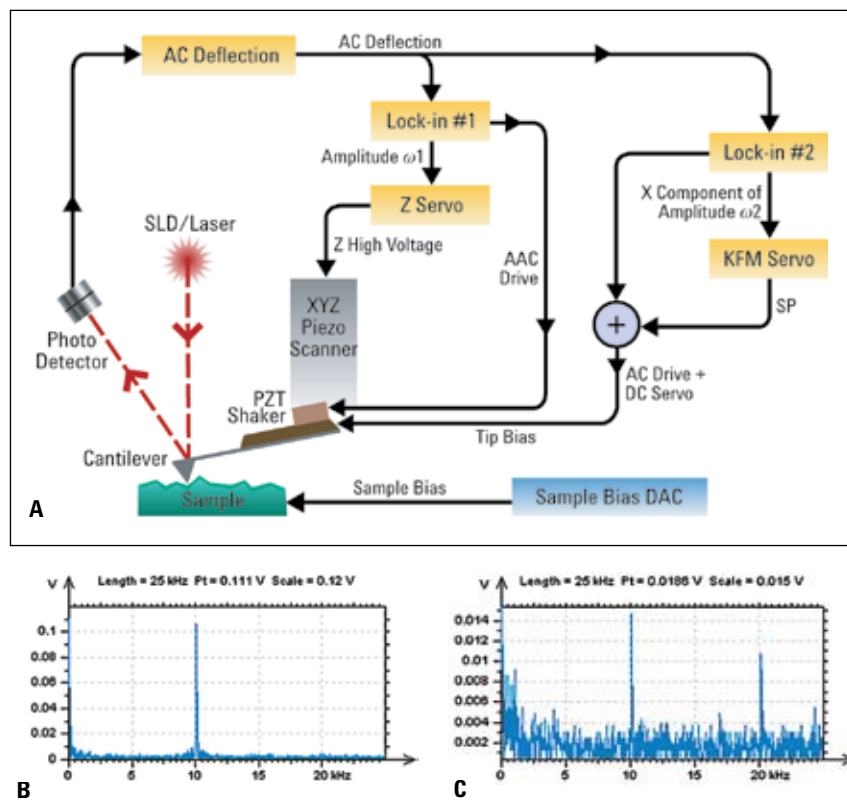 AC Deflection
AC Deflection
Lock-in #1
Lock-in #2
Amplitude ω1
X Component of
Amplitude ω2
SLD/Laser
Z Servo
Z High Voltage
AAC
Drive
KFM Servo
SP
XYZ
Piezo
Scanner
+
Photo
Detector
PZT
Shaker
AC Drive +
DC Servo
Tip Bias
Cantilever
Sample Bias
Sample
Sample Bias DAC
A
V
Length = 25 kHz Pt = 0.111 V Scale = 0.12 V
0.1
0.08
0.06
0.04
0.02
0
0 5 10 15 20 kHz
B
V
Length = 25 kHz Pt = 0.0186 V Scale = 0.015 V
0.014
0.012
0.010
0.008
0.006
0.004
0.002
0 5 10 15 20 kHz
C